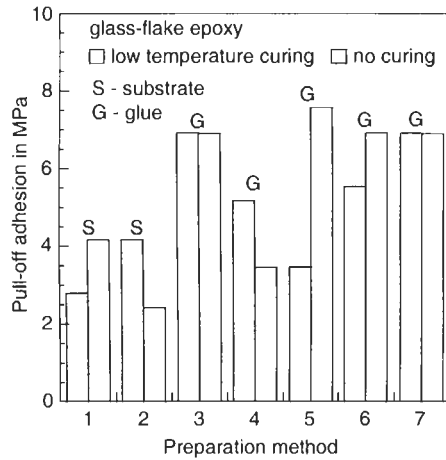 10
glass-flake epoxy
low temperature curing no curing
8
S - substrate
G
G - glue
G
G
G
6
G
4
S
S
2
0
1 2 3 4 5 6 7
Pull-off adhesion in MPa
Preparation method